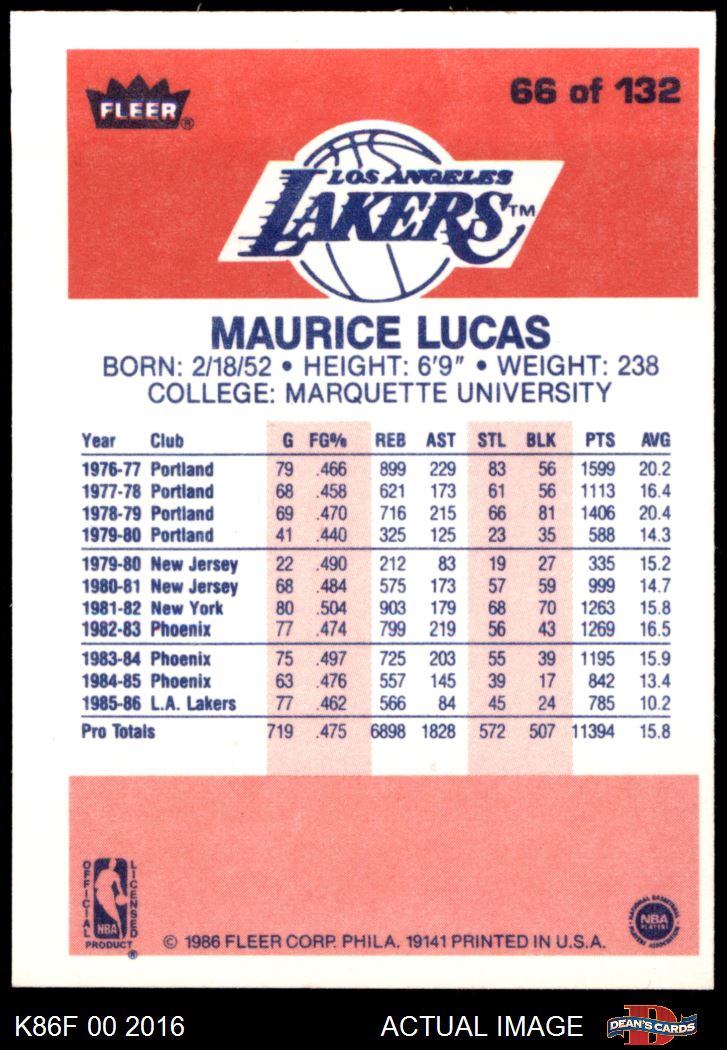 FLEER®
66 of 132
LOS ANGELES
LAKERS™
MAURICE LUCAS
BORN: 2/18/52 • HEIGHT: 6'9" • WEIGHT: 238
COLLEGE: MARQUETTE UNIVERSITY
Year Club G FG% REB AST STL BLK PTS AVG
1976-77 Portland 79 .466 899 229 83 56 1599 20.2
1977-78 Portland 68 .458 621 173 61 56 1113 16.4
1978-79 Portland 69 .470 716 215 66 81 1406 20.4
1979-80 Portland 41 .440 325 125 23 35 588 14.3
1979-80 New Jersey 22 .490 212 83 19 27 335 15.2
1980-81 New Jersey 68 .484 575 173 57 59 999 14.7
1981-82 New York 80 .504 903 179 68 70 1263 15.8
1982-83 Phoenix 77 .474 799 219 56 43 1269 16.5
1983-84 Phoenix 75 .497 725 203 55 39 1195 15.9
1984-85 Phoenix 63 .476 557 145 39 17 842 13.4
1985-86 L.A. Lakers 77 .462 566 84 45 24 785 10.2
Pro Totals 719 .475 6898 1828 572 507 11394 15.8
OFFICIAL
NBA
LICENSED
PRODUCT®
© 1986 FLEER CORP. PHILA. 19141 PRINTED IN U.S.A.
NATIONAL BASKETBALL
NBA
PLAYERS
PLAYERS ASSOCIATION
K86F 00 2016
ACTUAL IMAGE
D
DEAN'S CARDS